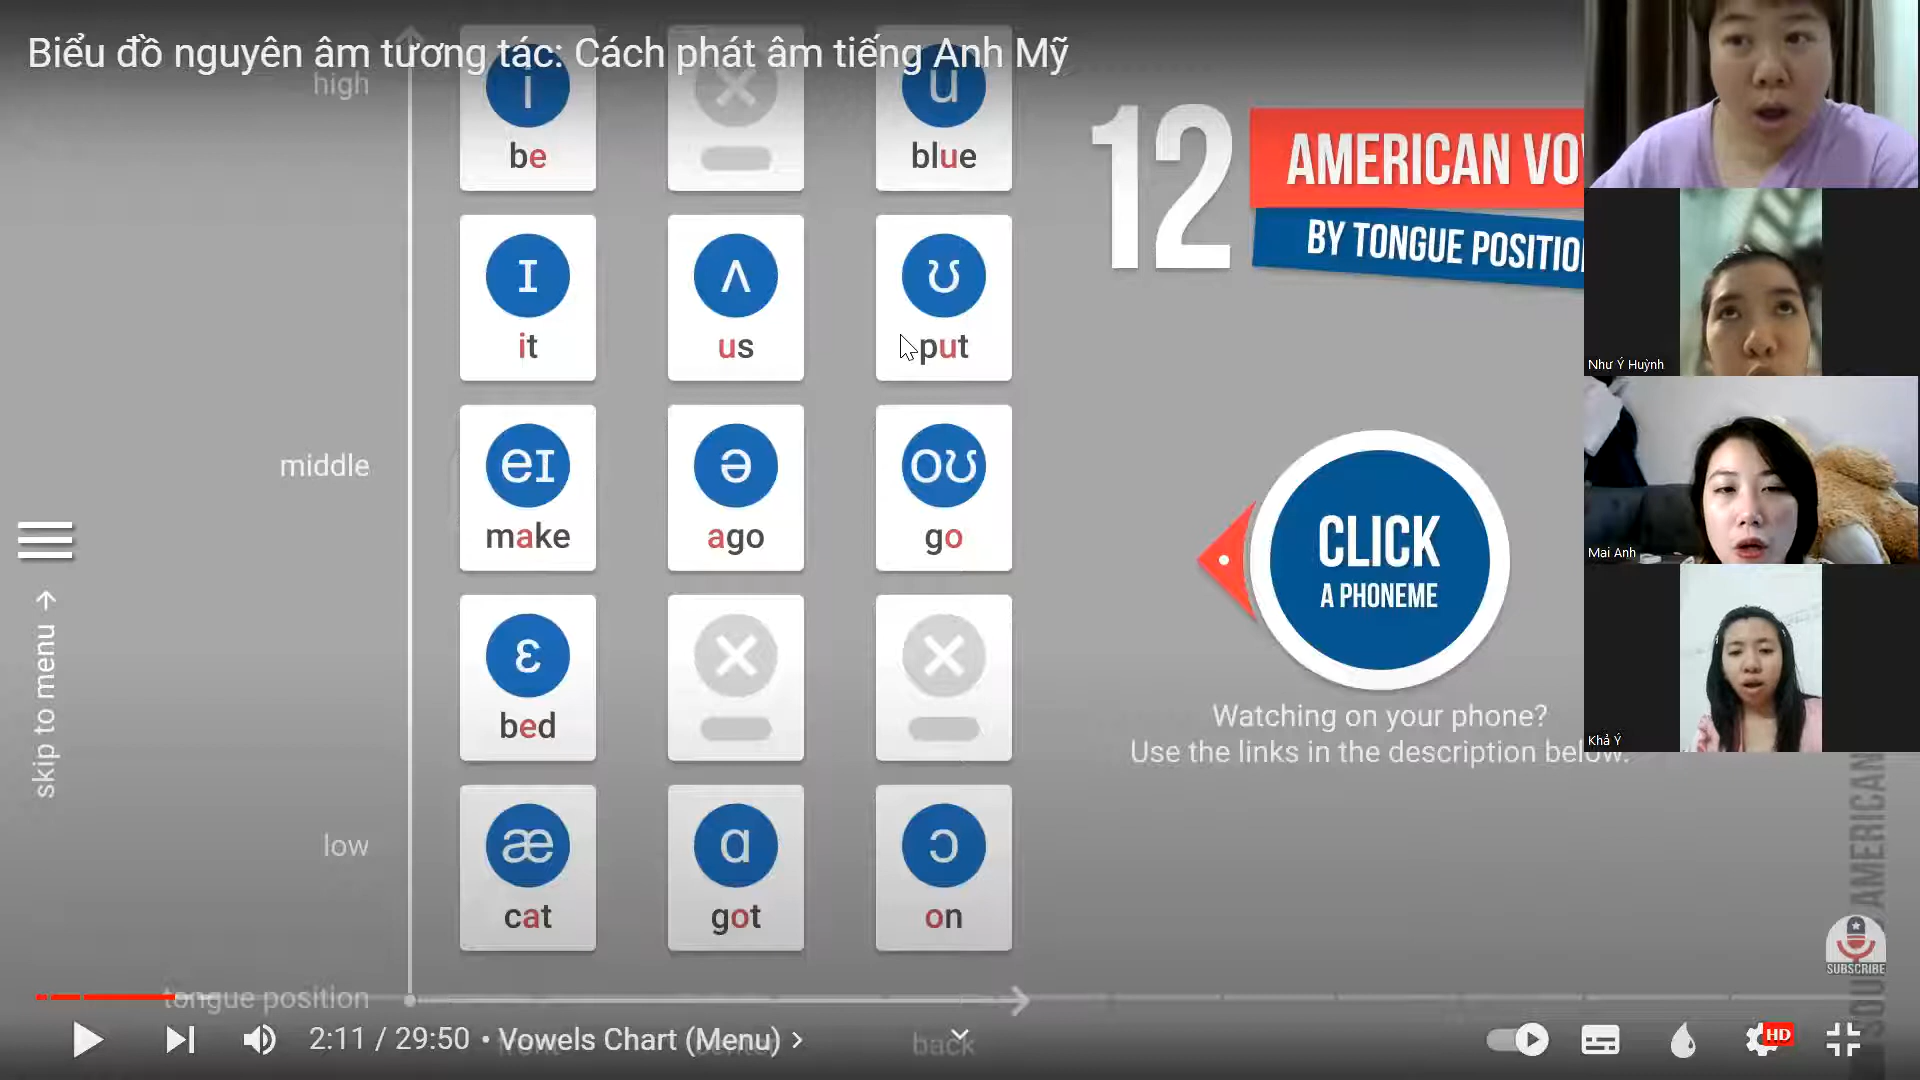 Biểu đồ nguyên âm tương tác: Cách phát âm tiếng Anh Mỹ
high
i
be
u
blue
12
AMERICAN VO
BY TONGUE POSITIO
ɪ
it
ʌ
us
ʊ
put
middle
eɪ
make
ə
ago
oʊ
go
CLICK
A PHONEME
skip to menu →
ɛ
bed
Watching on your phone?
Use the links in the description below.
low
æ
cat
ɑ
got
ɔ
on
tongue position
front
center
back
2:11 / 29:50 • Vowels Chart (Menu) >
HD
SUBSCRIBE
AMERICAN
Như Ý Huỳnh
Mai Anh
Khả Ý